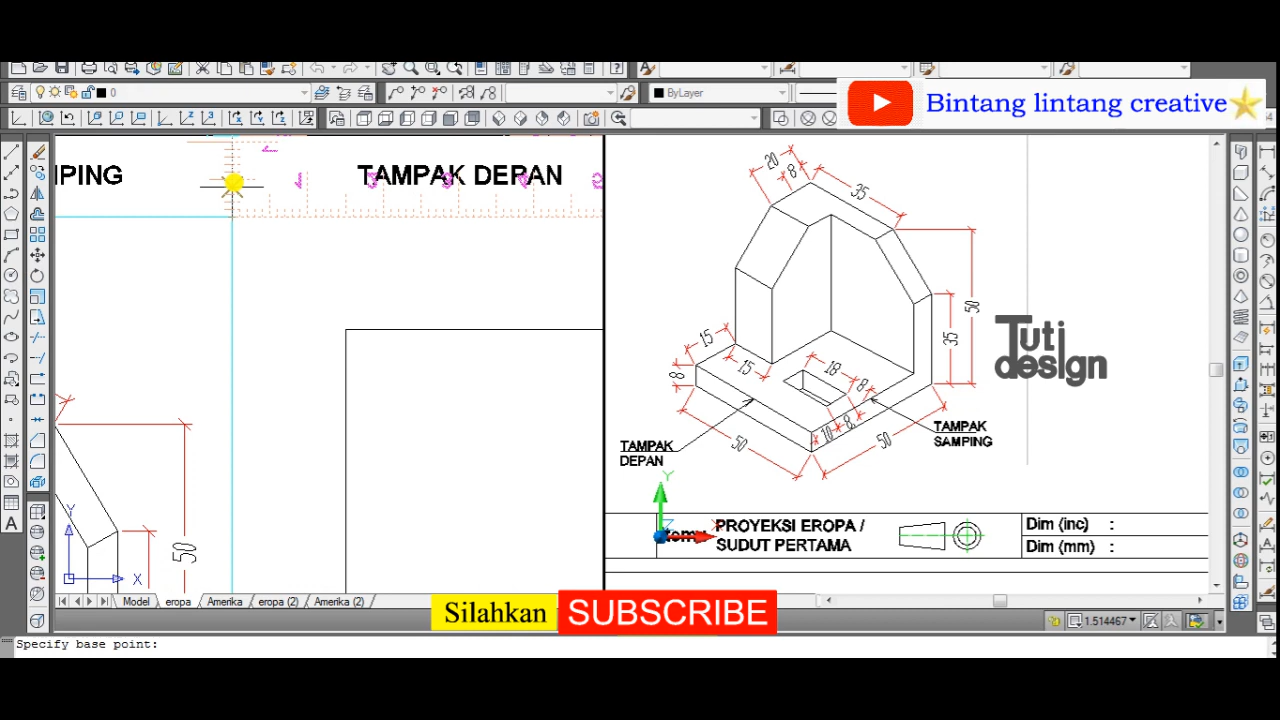 0
ByLayer
Bintang lintang creative
IPING
TAMPAK DEPAN
20
8
35
50
35
15
15
8
18
8
10
8
50
50
TAMPAK
DEPAN
TAMPAK
SAMPING
Tuti
design
50
Y
X
Y
PROYEKSI EROPA /
SUDUT PERTAMA
Dim (inc) :
Dim (mm) :
Model eropa Amerika eropa (2) Amerika (2)
Silahkan SUBSCRIBE
1.514467
Specify base point: